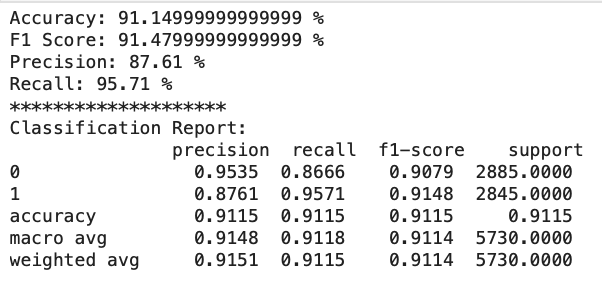 Accuracy: 91.14999999999999 %
F1 Score: 91.47999999999999 %
Precision: 87.61 %
Recall: 95.71 %
********************
Classification Report:
precision recall f1-score support
0 0.9535 0.8666 0.9079 2885.0000
1 0.8761 0.9571 0.9148 2845.0000
accuracy 0.9115 0.9115 0.9115 0.9115
macro avg 0.9148 0.9118 0.9114 5730.0000
weighted avg 0.9151 0.9115 0.9114 5730.0000